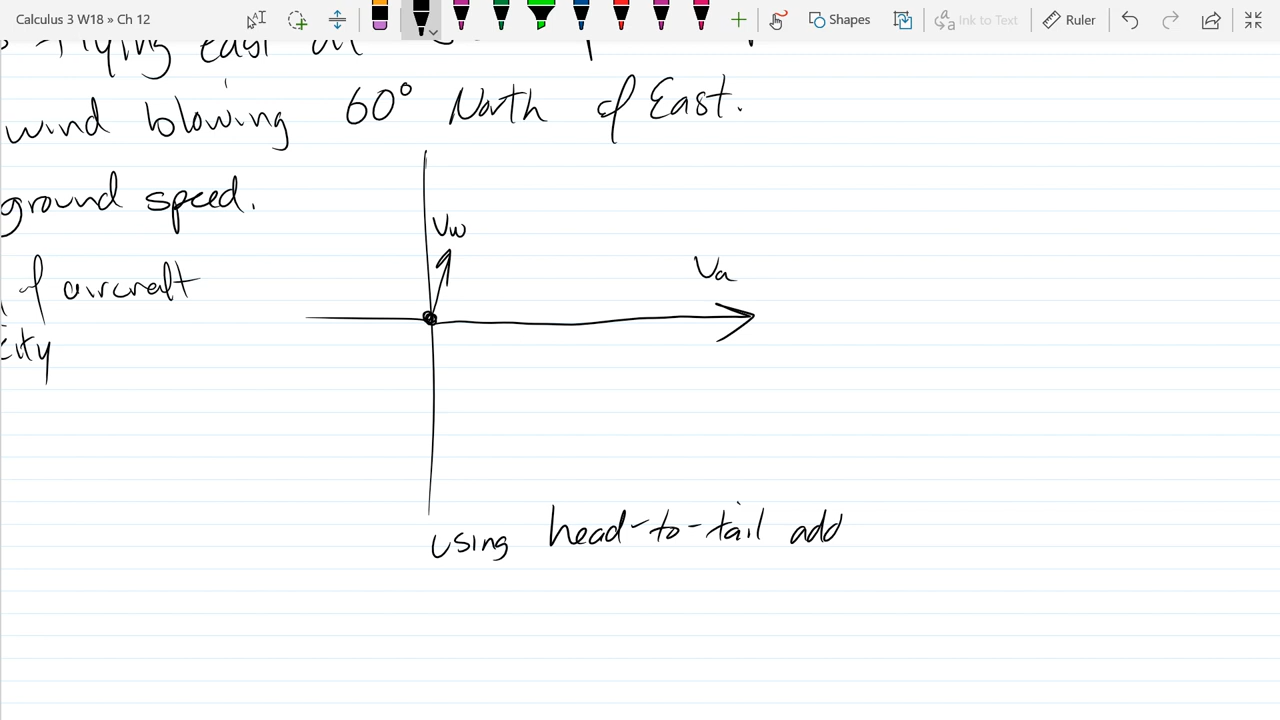 Calculus 3 W18 » Ch 12
Shapes
Ink to Text
Ruler
Flying East
wind blowing 60° North of East.
ground speed.
Vw
of aircraft
Va
using head-to-tail add